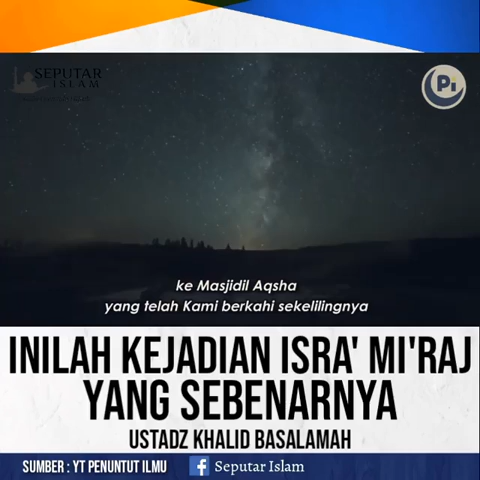 SEPUTAR
ISLAM
Pi
ke Masjidil Aqsha
yang telah Kami berkahi sekelilingnya
INILAH KEJADIAN ISRA' MI'RAJ
YANG SEBENARNYA
USTADZ KHALID BASALAMAH
SUMBER : YT PENUNTUT ILMU
f Seputar Islam